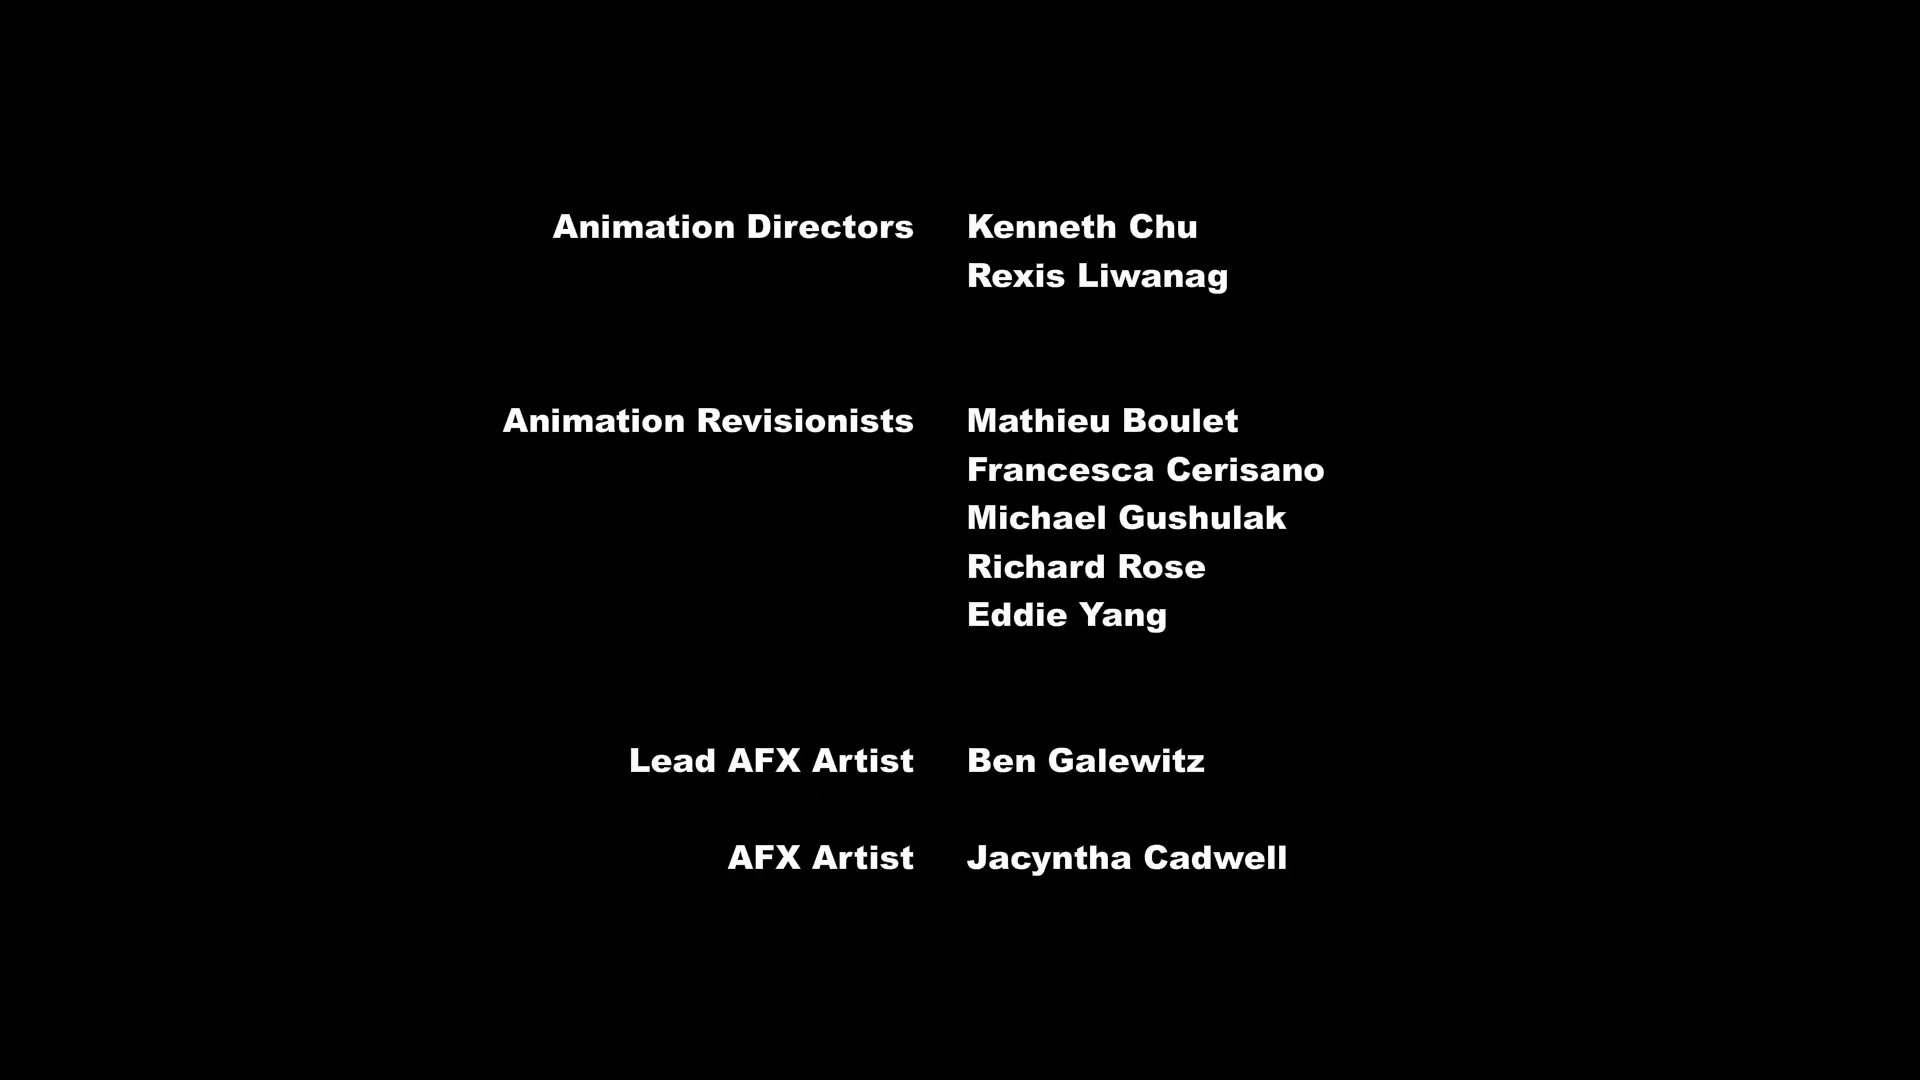 Animation Directors Kenneth Chu
Rexis Liwanag
Animation Revisionists Mathieu Boulet
Francesca Cerisano
Michael Gushulak
Richard Rose
Eddie Yang
Lead AFX Artist Ben Galewitz
AFX Artist Jacyntha Cadwell